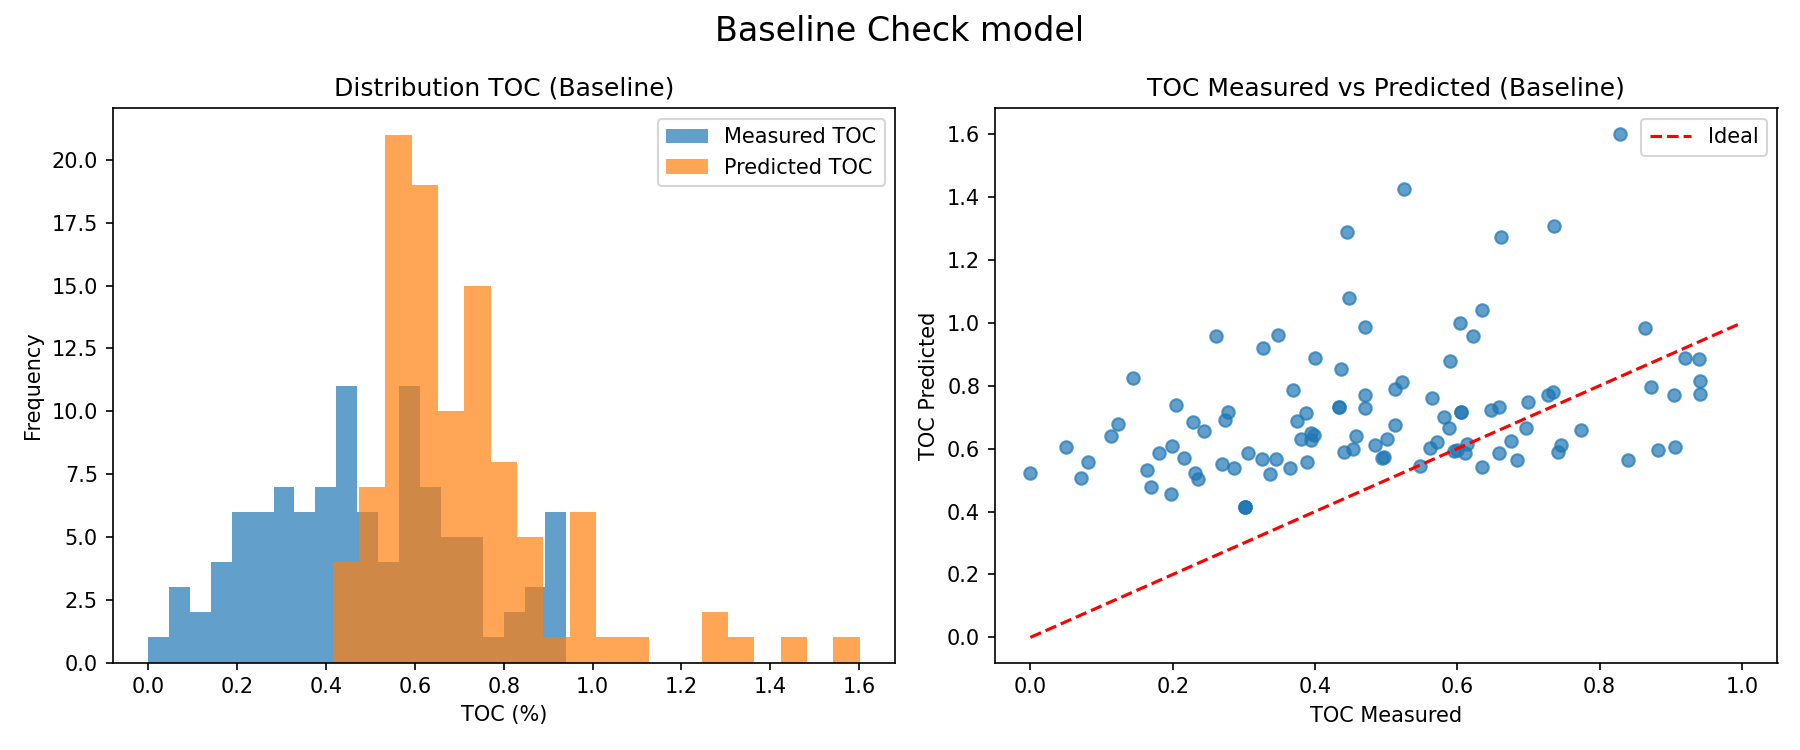 Baseline Check model
Distribution TOC (Baseline)
Measured TOC
Predicted TOC
Frequency
20.0
17.5
15.0
12.5
10.0
7.5
5.0
2.5
0.0
0.0 0.2 0.4 0.6 0.8 1.0 1.2 1.4 1.6
TOC (%)
TOC Measured vs Predicted (Baseline)
Ideal
TOC Predicted
1.6
1.4
1.2
1.0
0.8
0.6
0.4
0.2
0.0
0.0 0.2 0.4 0.6 0.8 1.0
TOC Measured